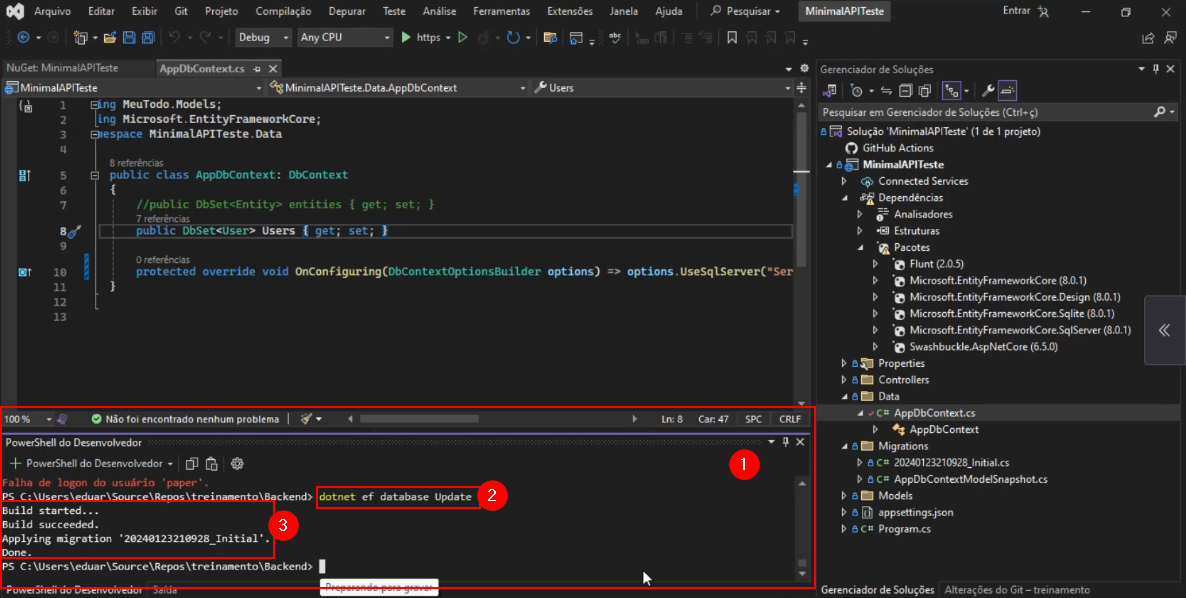 Arquivo Editar Exibir Git Projeto Compilação Depurar Teste Análise Ferramentas Extensões Janela Ajuda Pesquisar MinimalAPITeste Entrar
Debug Any CPU https
NuGet: MinimalAPITeste AppDbContext.cs
MinimalAPITeste MinimalAPITeste.Data.AppDbContext Users
1 ing MeuTodo.Models;
2 ing Microsoft.EntityFrameworkCore;
3 espace MinimalAPITeste.Data
4
8 referências
5 public class AppDbContext: DbContext
6 {
7 //public DbSet<Entity> entities { get; set; }
7 referências
8 public DbSet<User> Users { get; set; }
9
0 referências
10 protected override void OnConfiguring(DbContextOptionsBuilder options) => options.UseSqlServer("Ser
11 }
12
13
100 % Não foi encontrado nenhum problema Ln: 8 Car: 47 SPC CRLF
PowerShell do Desenvolvedor
PowerShell do Desenvolvedor
1
Falha de logon do usuário 'paper'.
PS C:\Users\eduar\Source\Repos\treinamento\Backend> dotnet ef database Update
2
Build started...
Build succeeded.
Applying migration '20240123210928_Initial'.
Done.
3
PS C:\Users\eduar\Source\Repos\treinamento\Backend>
Preparando para gravar
PowerShell do Desenvolvedor Saída
Gerenciador de Soluções
Pesquisar em Gerenciador de Soluções (Ctrl+ç)
Solução 'MinimalAPITeste' (1 de 1 projeto)
GitHub Actions
MinimalAPITeste
Connected Services
Dependências
Analisadores
Estruturas
Pacotes
Flunt (2.0.5)
Microsoft.EntityFrameworkCore (8.0.1)
Microsoft.EntityFrameworkCore.Design (8.0.1)
Microsoft.EntityFrameworkCore.Sqlite (8.0.1)
Microsoft.EntityFrameworkCore.SqlServer (8.0.1)
Swashbuckle.AspNetCore (6.5.0)
Properties
Controllers
Data
C# AppDbContext.cs
AppDbContext
Migrations
C# 20240123210928_Initial.cs
C# AppDbContextModelSnapshot.cs
Models
appsettings.json
C# Program.cs
Gerenciador de Soluções Alterações do Git – treinamento